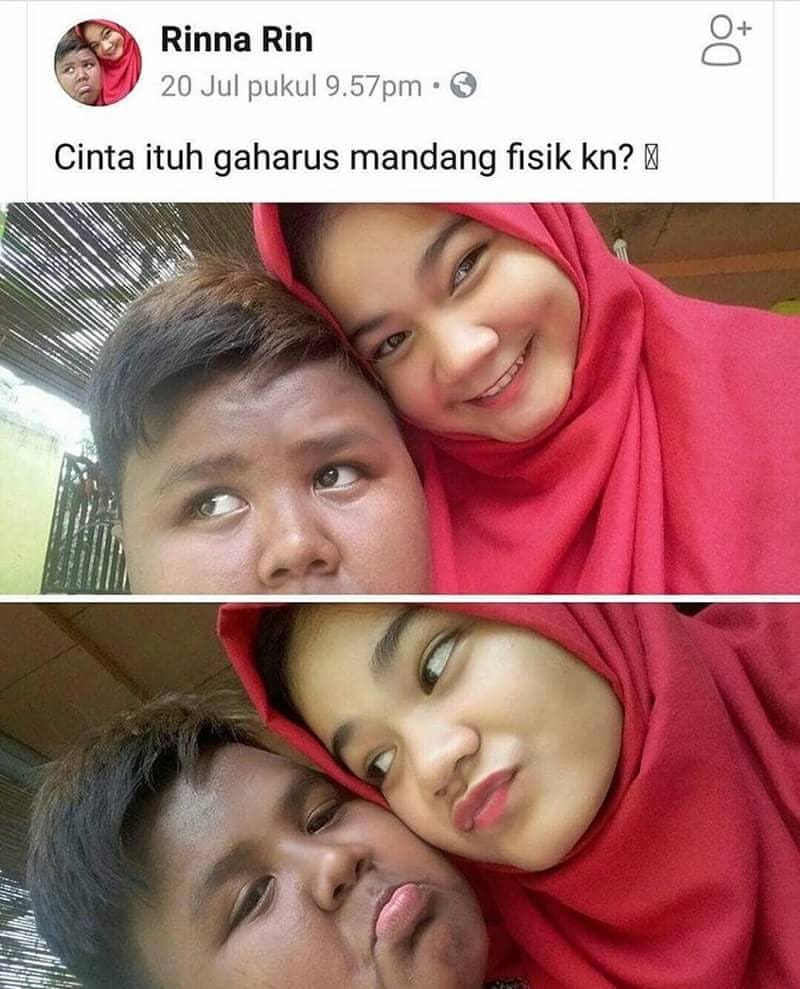 Rinna Rin
20 Jul pukul 9.57pm •
Cinta ituh gaharus mandang fisik kn?